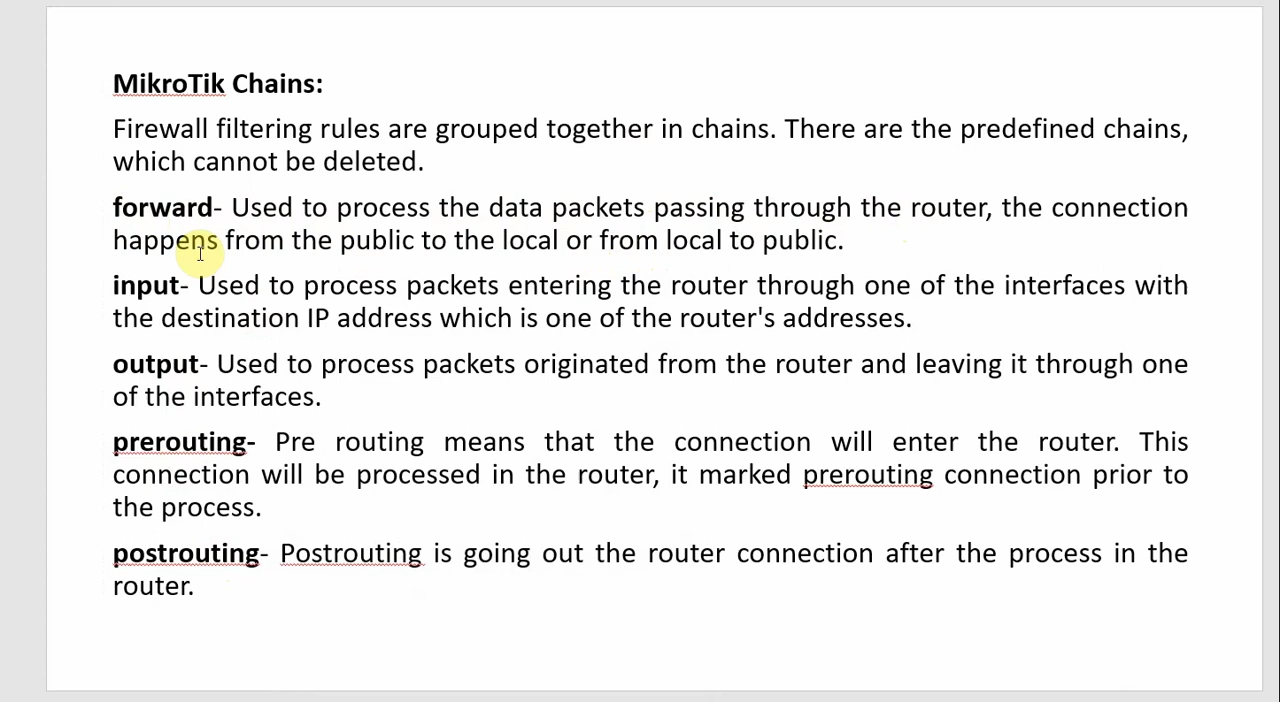 MikroTik Chains:
Firewall filtering rules are grouped together in chains. There are the predefined chains,
which cannot be deleted.
forward- Used to process the data packets passing through the router, the connection
happens from the public to the local or from local to public.
input- Used to process packets entering the router through one of the interfaces with
the destination IP address which is one of the router's addresses.
output- Used to process packets originated from the router and leaving it through one
of the interfaces.
prerouting- Pre routing means that the connection will enter the router. This
connection will be processed in the router, it marked prerouting connection prior to
the process.
postrouting- Postrouting is going out the router connection after the process in the
router.